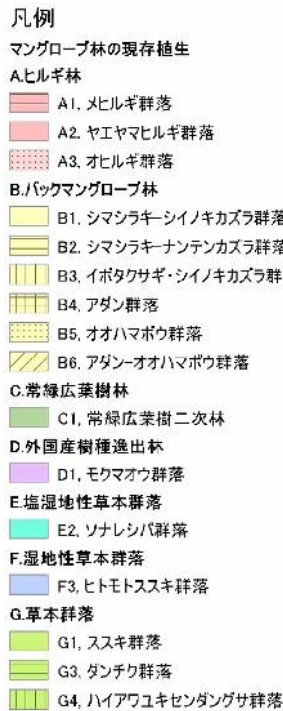 凡例
マングローブ林の現存植生
A.ヒルギ林
A1, メヒルギ群落
A2, ヤエヤマヒルギ群落
A3, オヒルギ群落
B.バックマングローブ林
B1, シマシラキーシイノキカズラ群落
B2, シマシラキーナンテンカズラ群落
B3, イボタクサギ・シイノキカズラ群
B4, アダン群落
B5, オオハマボウ群落
B6, アダンーオオハマボウ群落
C.常緑広葉樹林
C1, 常緑広葉樹二次林
D.外国産樹種逸出林
D1, モクマオウ群落
E.塩湿地性草本群落
E2, ソナレシバ群落
F.湿地性草本群落
F3, ヒトモトススキ群落
G.草本群落
G1, ススキ群落
G3, ダンチク群落
G4, ハイアワユキセンダングサ群落